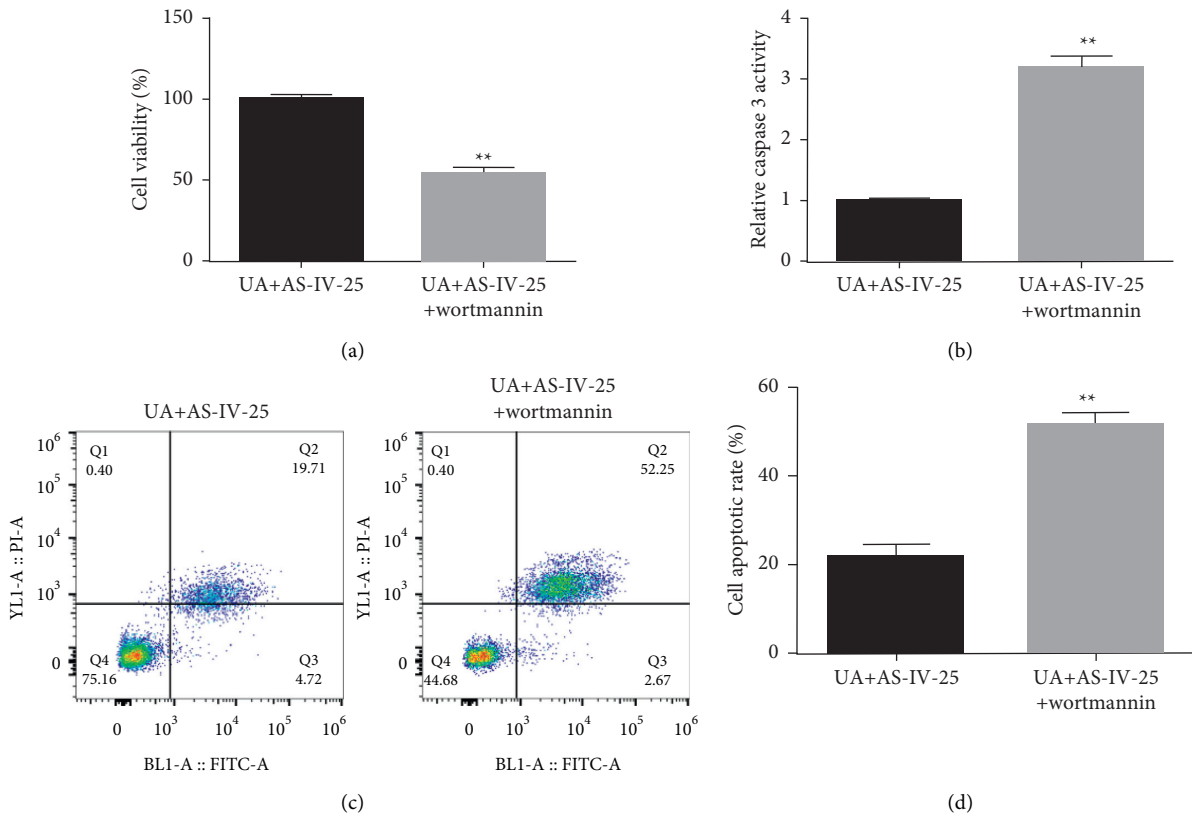 Cell viability (%)
150
100
50
0
**
UA+AS-IV-25
UA+AS-IV-25
+wortmannin
(a)
Relative caspase 3 activity
4
3
2
1
0
**
UA+AS-IV-25
UA+AS-IV-25
+wortmannin
(b)
UA+AS-IV-25
YL1-A :: PI-A
10⁶
10⁵
10⁴
10³
0
Q1
0.40
Q2
19.71
Q4
75.16
Q3
4.72
0 10³ 10⁴ 10⁵ 10⁶
BL1-A :: FITC-A
UA+AS-IV-25
+wortmannin
YL1-A :: PI-A
10⁶
10⁵
10⁴
10³
0
Q1
0.40
Q2
52.25
Q4
44.68
Q3
2.67
0 10³ 10⁴ 10⁵ 10⁶
BL1-A :: FITC-A
(c)
Cell apoptotic rate (%)
60
40
20
0
**
UA+AS-IV-25
UA+AS-IV-25
+wortmannin
(d)